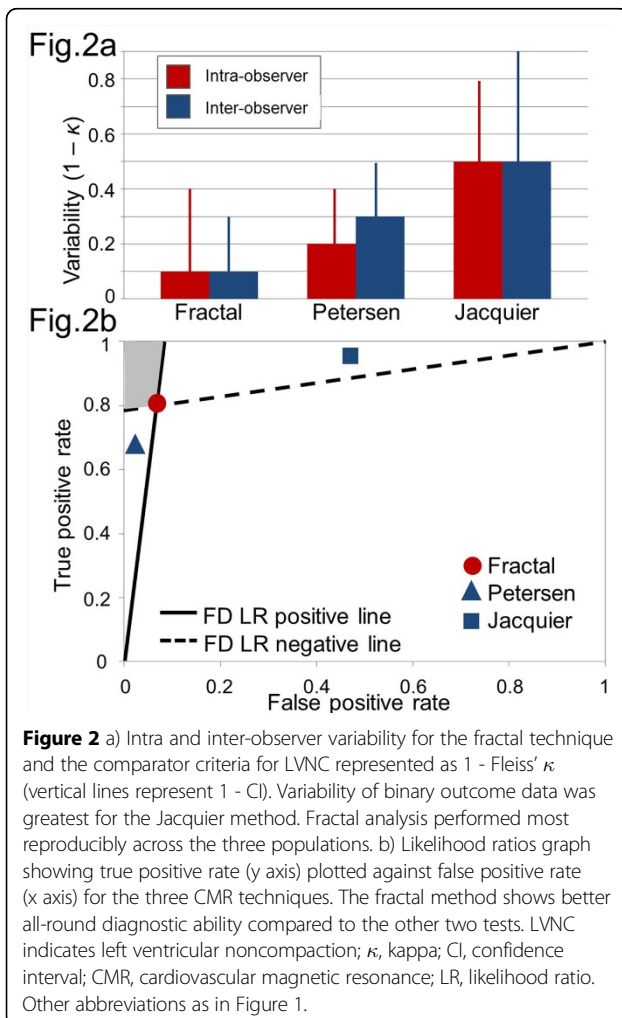 Fig.2a
0.8
0.6
0.4
0.2
0
Variability (1 – κ)
Intra-observer
Inter-observer
Fractal Petersen Jacquier
Fig.2b
1
0.8
0.6
0.4
0.2
0
True positive rate
Fractal
Petersen
Jacquier
FD LR positive line
FD LR negative line
0 0.2 0.4 0.6 0.8 1
False positive rate
Figure 2 a) Intra and inter-observer variability for the fractal technique
and the comparator criteria for LVNC represented as 1 - Fleiss’ κ
(vertical lines represent 1 - CI). Variability of binary outcome data was
greatest for the Jacquier method. Fractal analysis performed most
reproducibly across the three populations. b) Likelihood ratios graph
showing true positive rate (y axis) plotted against false positive rate
(x axis) for the three CMR techniques. The fractal method shows better
all-round diagnostic ability compared to the other two tests. LVNC
indicates left ventricular noncompaction; κ, kappa; CI, confidence
interval; CMR, cardiovascular magnetic resonance; LR, likelihood ratio.
Other abbreviations as in Figure 1.